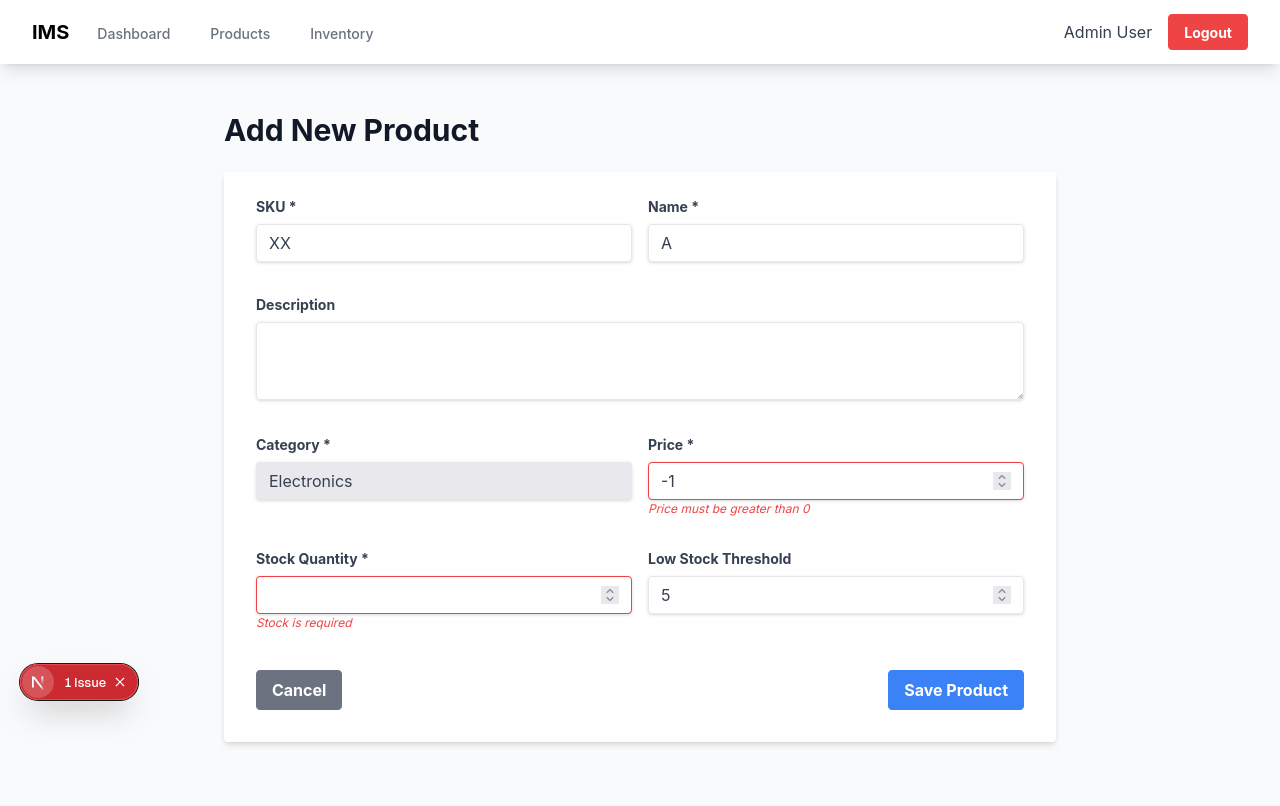 IMS Dashboard Products Inventory Admin User Logout
Add New Product
SKU * Name *
XX A
Description
Category * Price *
Electronics -1
Price must be greater than 0
Stock Quantity * Low Stock Threshold
5
Stock is required
N 1 Issue
Cancel Save Product